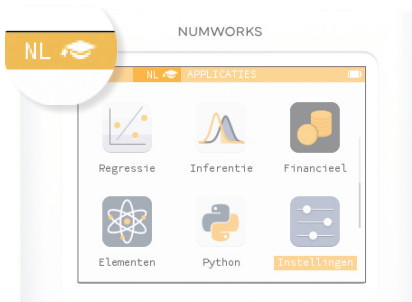 NUMWORKS
NL
NL APPLICATIES
Regressie Inferentie Financieel
Elementen Python Instellingen